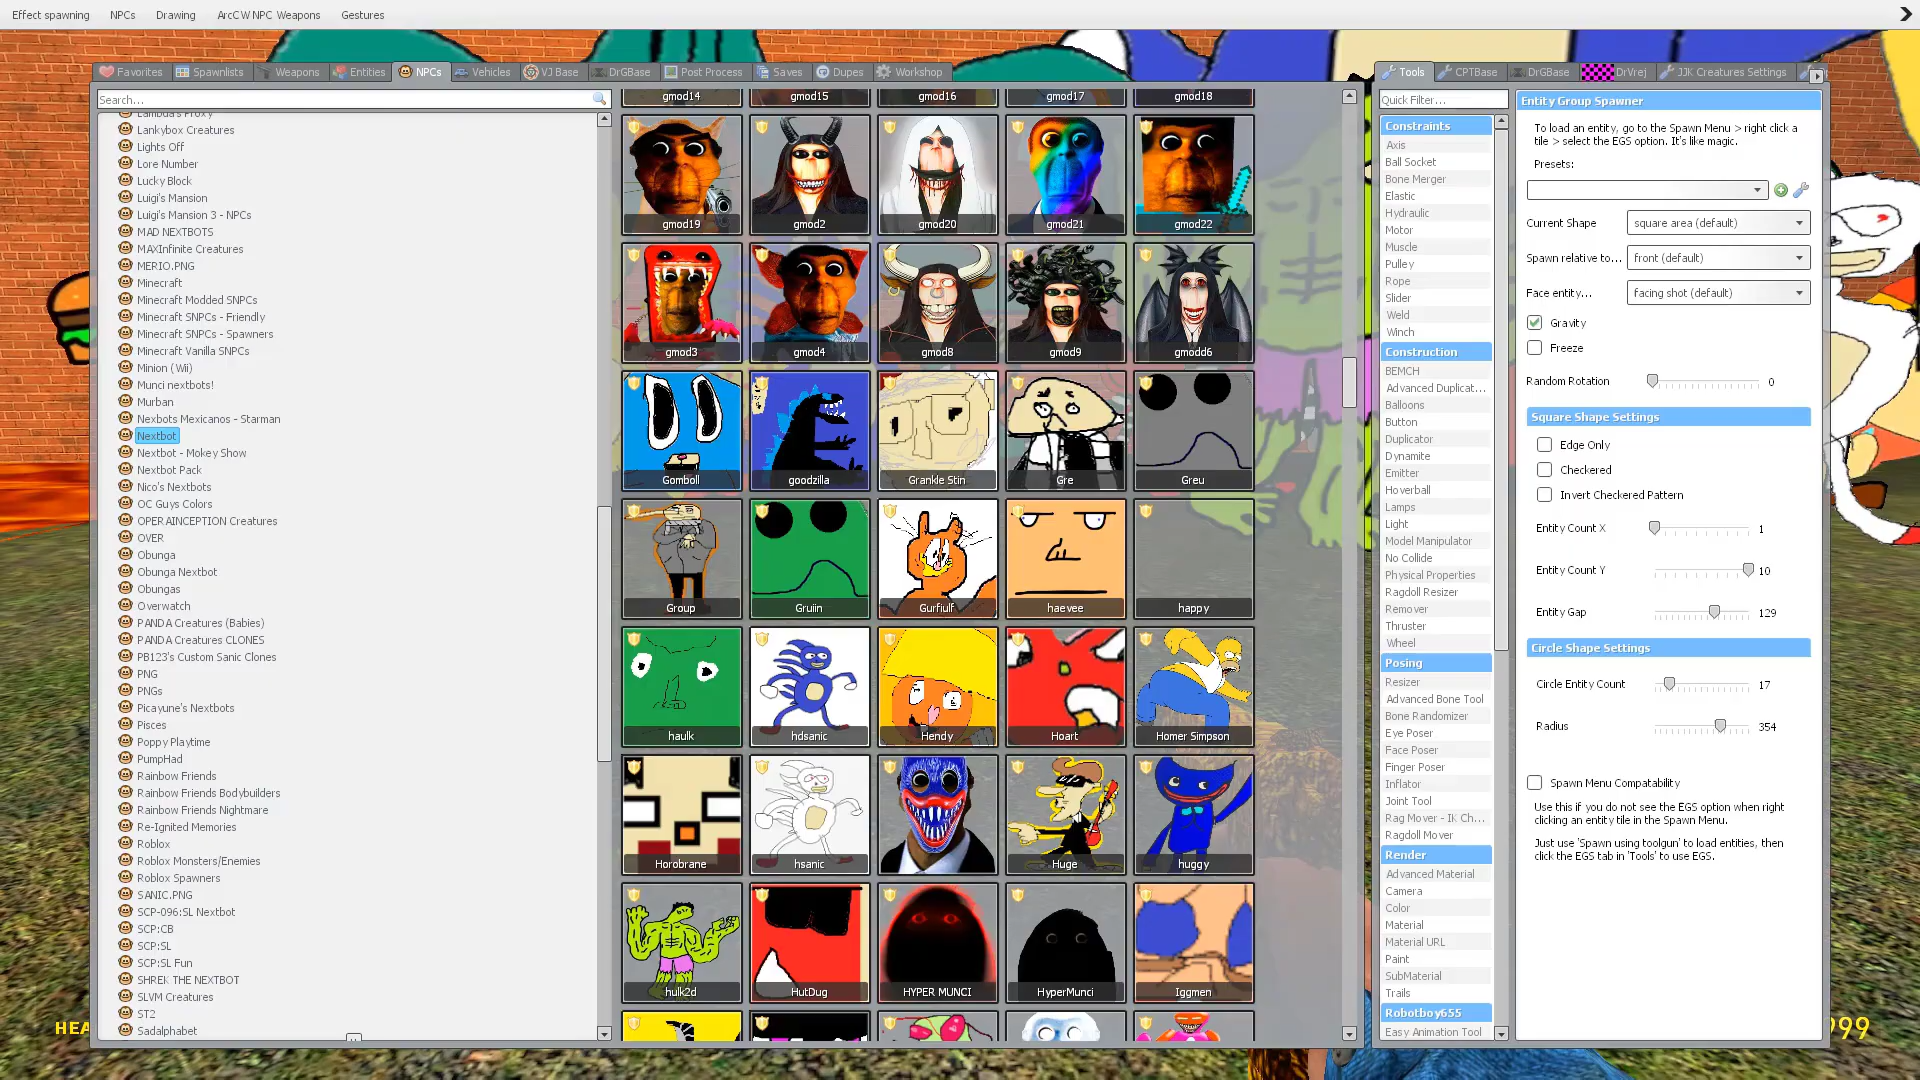 Effect spawning NPCs Drawing ArcCW NPC Weapons Gestures
Favorites Spawnlists Weapons Entities NPCs Vehicles VJ Base DrGBase Post Process Saves Dupes Workshop
Tools CPTBase DrGBase DrVrej JJK Creatures Settings
Search...
Lambda's Proxy
Lankybox Creatures
Lights Off
Lore Number
Lucky Block
Luigi's Mansion
Luigi's Mansion 3 - NPCs
MAD NEXTBOTS
MAXInfinite Creatures
MERIO.PNG
Minecraft
Minecraft Modded SNPCs
Minecraft SNPCs - Friendly
Minecraft SNPCs - Spawners
Minecraft Vanilla SNPCs
Minion (Wii)
Munci nextbots!
Murban
Nexbots Mexicanos - Starman
Nextbot
Nextbot - Mokey Show
Nextbot Pack
Nico's Nextbots
OC Guys Colors
OPERAINCEPTION Creatures
OVER
Obunga
Obunga Nextbot
Obungas
Overwatch
PANDA Creatures (Babies)
PANDA Creatures CLONES
PB123's Custom Sanic Clones
PNG
PNGs
Picayune's Nextbots
Pisces
Poppy Playtime
PumpHad
Rainbow Friends
Rainbow Friends Bodybuilders
Rainbow Friends Nightmare
Re-Ignited Memories
Roblox
Roblox Monsters/Enemies
Roblox Spawners
SANIC.PNG
SCP-096:SL Nextbot
SCP:CB
SCP:SL
SCP:SL Fun
SHREK THE NEXTBOT
SLVM Creatures
ST2
Sadalphabet
gmod14 gmod15 gmod16 gmod17 gmod18
gmod19 gmod2 gmod20 gmod21 gmod22
gmod3 gmod4 gmod8 gmod9 gmodd6
Gomboll goodzilla Grankle Stin Gre Greu
Group Gruiin Gurfiulf haevee happy
haulk hdsanic Hendy Hoart Homer Simpson
Horobrane hsanic Huge huggy
hulk2d HutDug HYPER MUNCI HyperMunci Iggmen
Quick Filter...
Constraints
Axis
Ball Socket
Bone Merger
Elastic
Hydraulic
Motor
Muscle
Pulley
Rope
Slider
Weld
Winch
Construction
BEMCH
Advanced Duplicat...
Balloons
Button
Duplicator
Dynamite
Emitter
Hoverball
Lamps
Light
Model Manipulator
No Collide
Physical Properties
Ragdoll Resizer
Remover
Thruster
Wheel
Posing
Resizer
Advanced Bone Tool
Bone Randomizer
Eye Poser
Face Poser
Finger Poser
Inflator
Joint Tool
Rag Mover - IK Ch...
Ragdoll Mover
Render
Advanced Material
Camera
Color
Material
Material URL
Paint
SubMaterial
Trails
Robotboy655
Easy Animation Tool
Entity Group Spawner
To load an entity, go to the Spawn Menu > right click a
tile > select the EGS option. It's like magic.
Presets:
Current Shape square area (default)
Spawn relative to... front (default)
Face entity... facing shot (default)
Gravity
Freeze
Random Rotation 0
Square Shape Settings
Edge Only
Checkered
Invert Checkered Pattern
Entity Count X 1
Entity Count Y 10
Entity Gap 129
Circle Shape Settings
Circle Entity Count 17
Radius 354
Spawn Menu Compatability
Use this if you do not see the EGS option when right
clicking an entity tile in the Spawn Menu.
Just use 'Spawn using toolgun' to load entities, then
click the EGS tab in 'Tools' to use EGS.
HEA
999